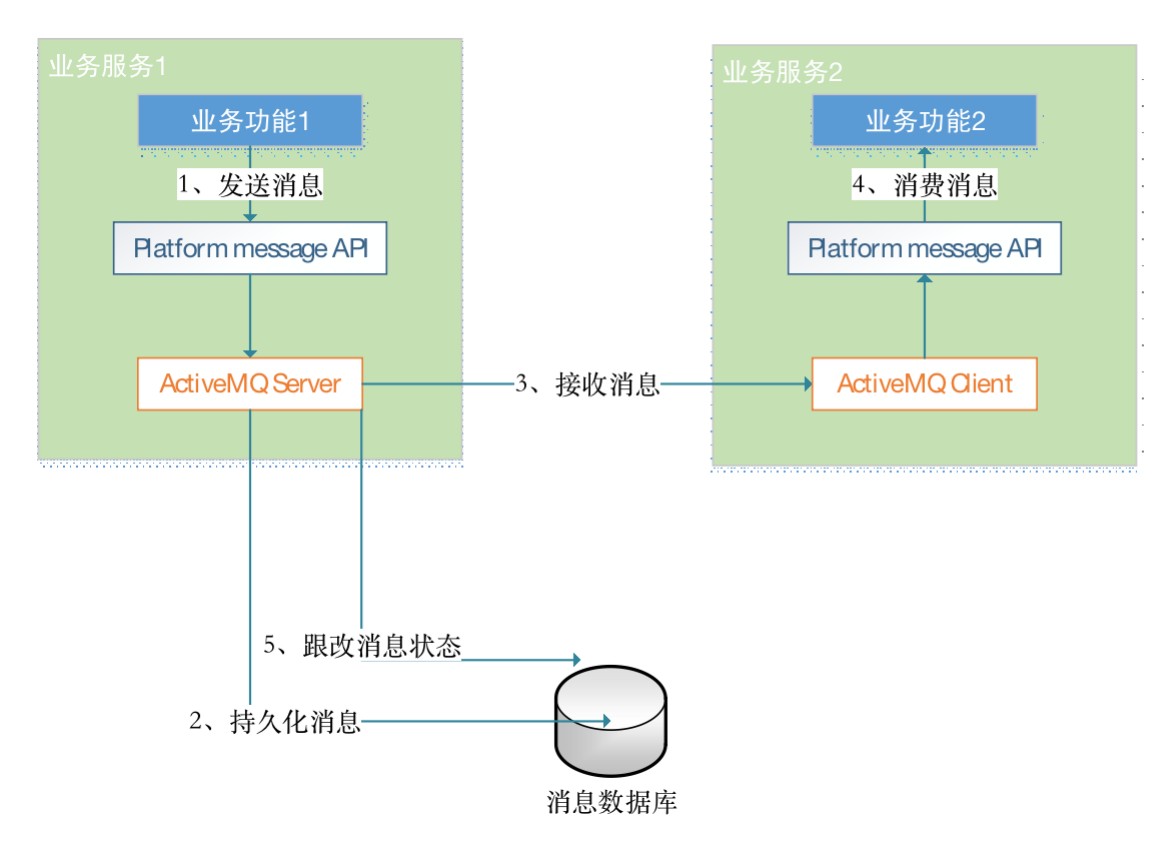 业务服务1
业务功能1
1、发送消息
Platform message API
ActiveMQ Server
业务服务2
业务功能2
4、消费消息
Platform message API
3、接收消息
ActiveMQ Client
5、跟改消息状态
2、持久化消息
消息数据库